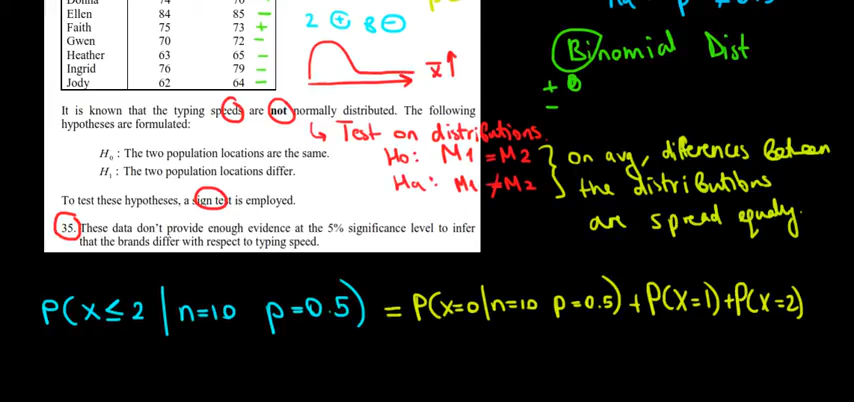 Ellen 84 85 −
Faith 75 73 +
Gwen 70 72 −
Heather 63 65 −
Ingrid 76 79 −
Jody 62 64 −
2 ⊕ 8 ⊖
x̄↑
Binomial Dist
+
−
It is known that the typing speeds are not normally distributed. The following
hypotheses are formulated:
↳ Test on distributions.
H₀ : The two population locations are the same.
H₁ : The two population locations differ.
Ho: M1 = M2
Ha: M1 ≠ M2
on avg, differences between
the distributions
are spread equally.
To test these hypotheses, a sign test is employed.
35. These data don't provide enough evidence at the 5% significance level to infer
that the brands differ with respect to typing speed.
P(x ≤ 2 | n=10 p=0.5) = P(x=0|n=10 p=0.5) + P(x=1) + P(x=2)